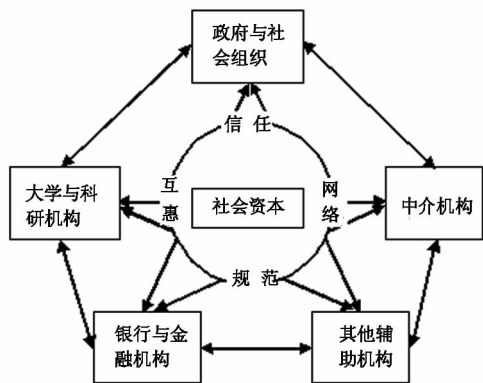 政府与社
会组织
信 任
大学与科
研机构
互
惠
社会资本
网
络
中介机构
规 范
银行与金
融机构
其他辅
助机构